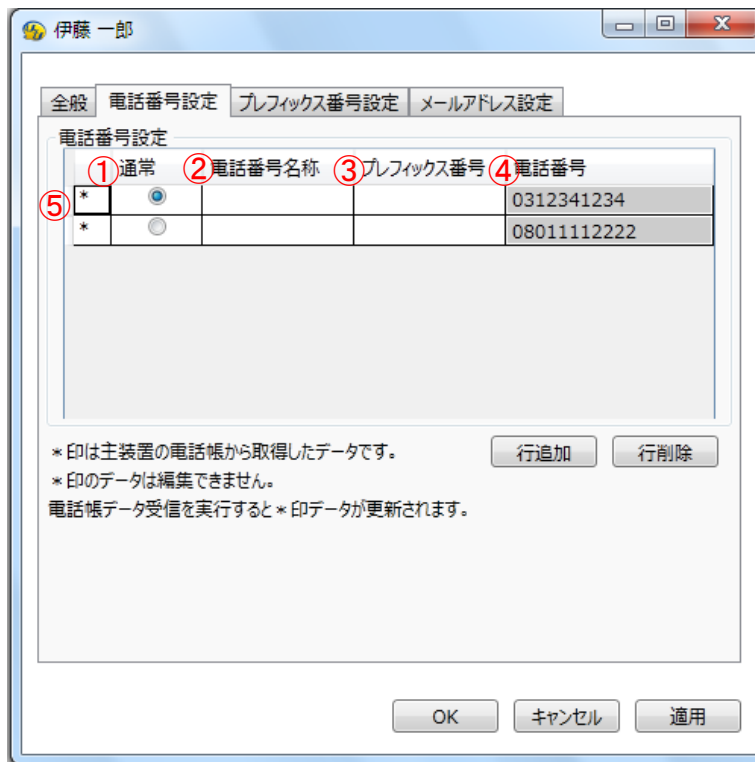 伊藤 一郎
全般 電話番号設定 プレフィックス番号設定 メールアドレス設定
電話番号設定
①通常 ②電話番号名称 ③プレフィックス番号 ④電話番号
⑤ * 0312341234
* 08011112222
*印は主装置の電話帳から取得したデータです。 行追加 行削除
*印のデータは編集できません。
電話帳データ受信を実行すると*印データが更新されます。
OK キャンセル 適用